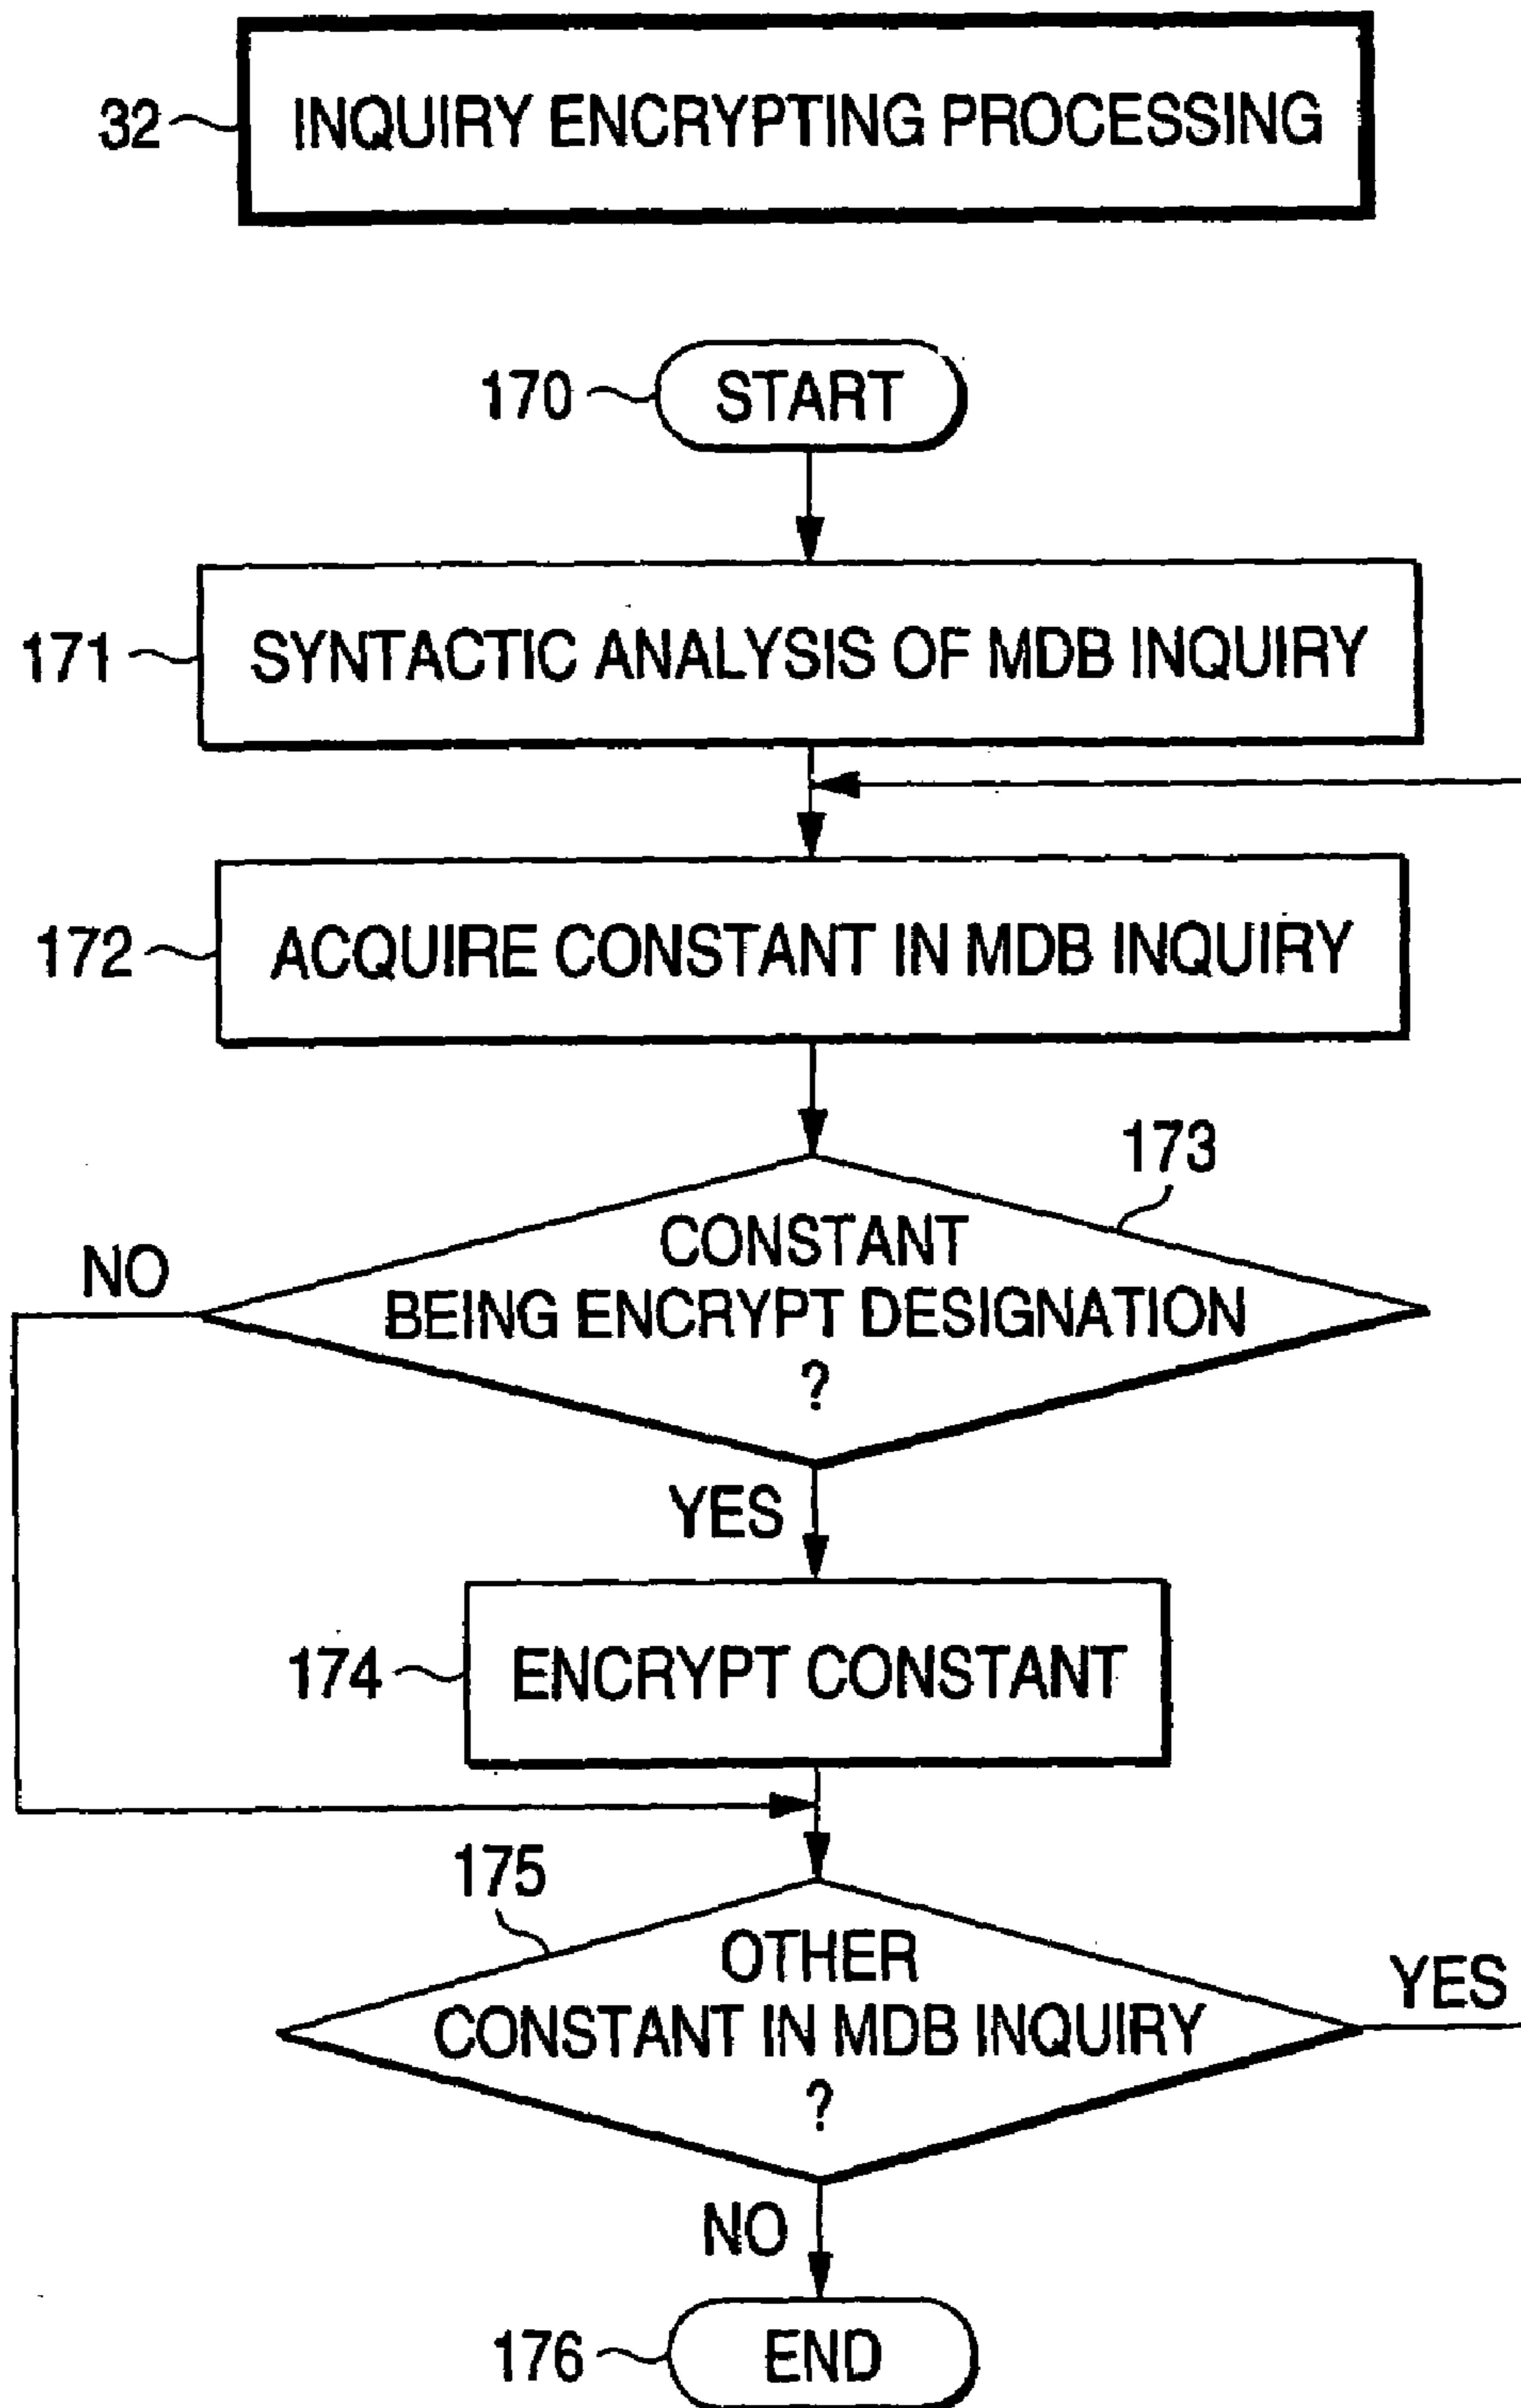 32
INQUIRY ENCRYPTING PROCESSING
170
START
171
SYNTACTIC ANALYSIS OF MDB INQUIRY
172
ACQUIRE CONSTANT IN MDB INQUIRY
173
CONSTANT
BEING ENCRYPT DESIGNATION
?
NO
YES
174
ENCRYPT CONSTANT
175
OTHER
CONSTANT IN MDB INQUIRY
?
YES
NO
176
END